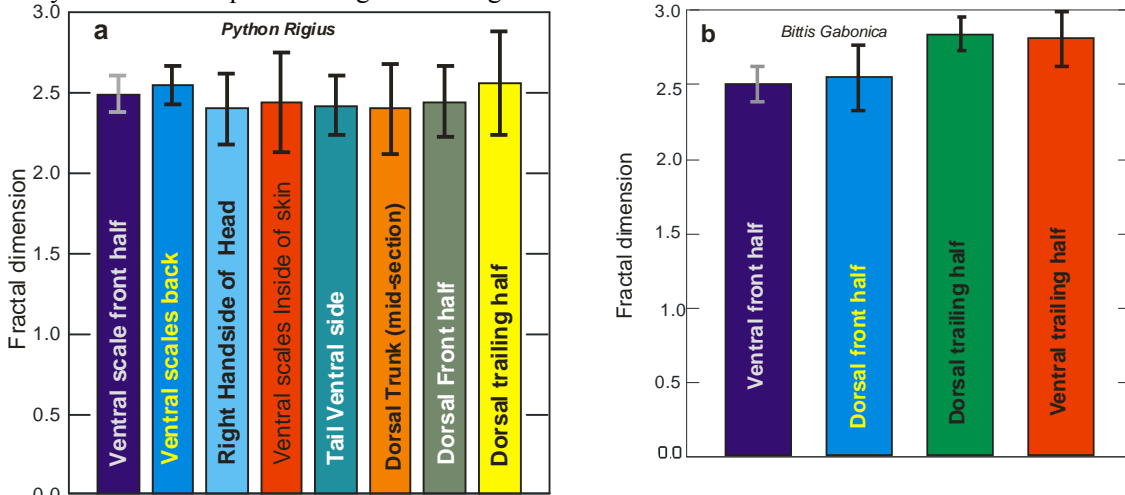 a
Python Rigius
3.0
2.5
2.0
1.5
1.0
0.5
0.0
Fractal dimension
Ventral scale front half
Ventral scales back
Right Handside of Head
Ventral scales Inside of skin
Tail Ventral side
Dorsal Trunk (mid-section)
Dorsal Front half
Dorsal trailing half
b
Bittis Gabonica
3.0
2.5
2.0
1.5
1.0
0.5
0.0
Fractal dimension
Ventral front half
Dorsal front half
Dorsal trailing half
Ventral trailing half